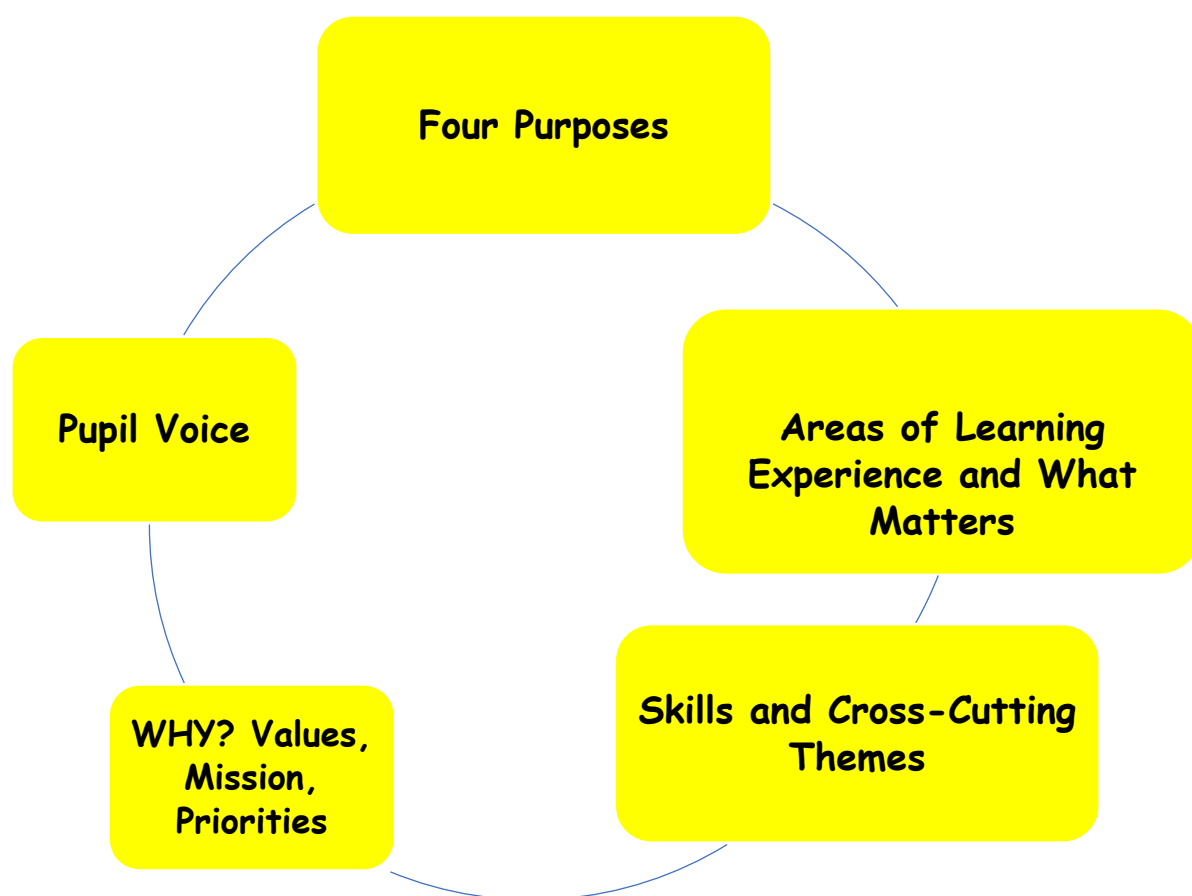 Four Purposes
Areas of Learning
Experience and What
Matters
Skills and Cross-Cutting
Themes
WHY? Values,
Mission,
Priorities
Pupil Voice